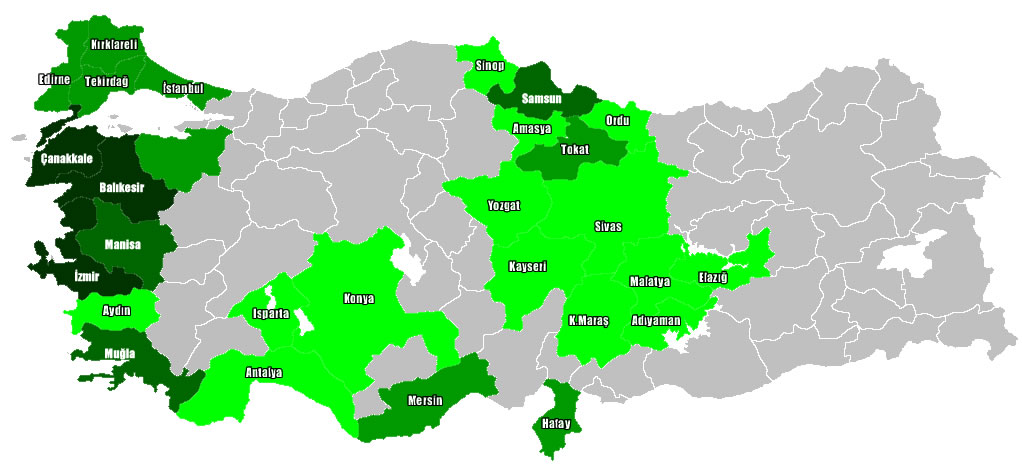 Kırklareli
Edirne
Tekirdağ
İstanbul
Sinop
Samsun
Ordu
Amasya
Tokat
Çanakkale
Balıkesir
Yozgat
Sivas
Manisa
Kayseri
İzmir
Malatya
Elazığ
Konya
Aydın
Isparta
K.Maraş
Adıyaman
Muğla
Antalya
Mersin
Hatay